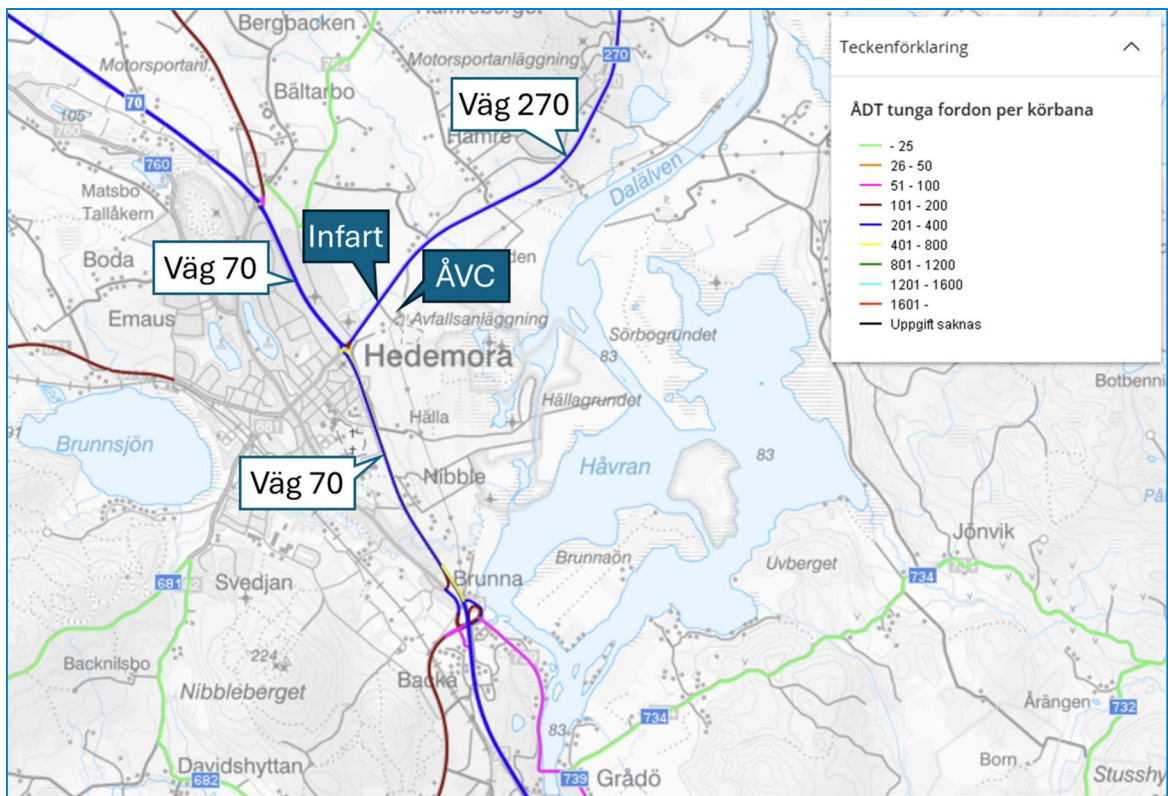 Hamreberget
Bergbacken
Teckenförklaring
Motorsportanl.
Motorsportanläggning
270
ÅDT tunga fordon per körbana
- 25
26 - 50
51 - 100
101 - 200
201 - 400
401 - 800
801 - 1200
1201 - 1600
1601 -
Uppgift saknas
70
Bältarbo
Väg 270
105
760
Hamre
760
Dalälven
Matsbo
Tallåkern
Infart
Boda
Väg 70
ÅVC
Emaus
Avfallsanläggning
Sörbogrundet
Hedemora
83
Botbenni
Hällagrundet
Hälla
681
91
Brunnsjön
Håvran
83
Nibble
Väg 70
Jönvik
Brunnaön
Uvberget
681
Svedjan
Brunna
734
Backnilsbo
224
Nibbleberget
Backa
734
Årängen
732
83
Davidshyttan
682
739
Grådö
Born
Stusshy